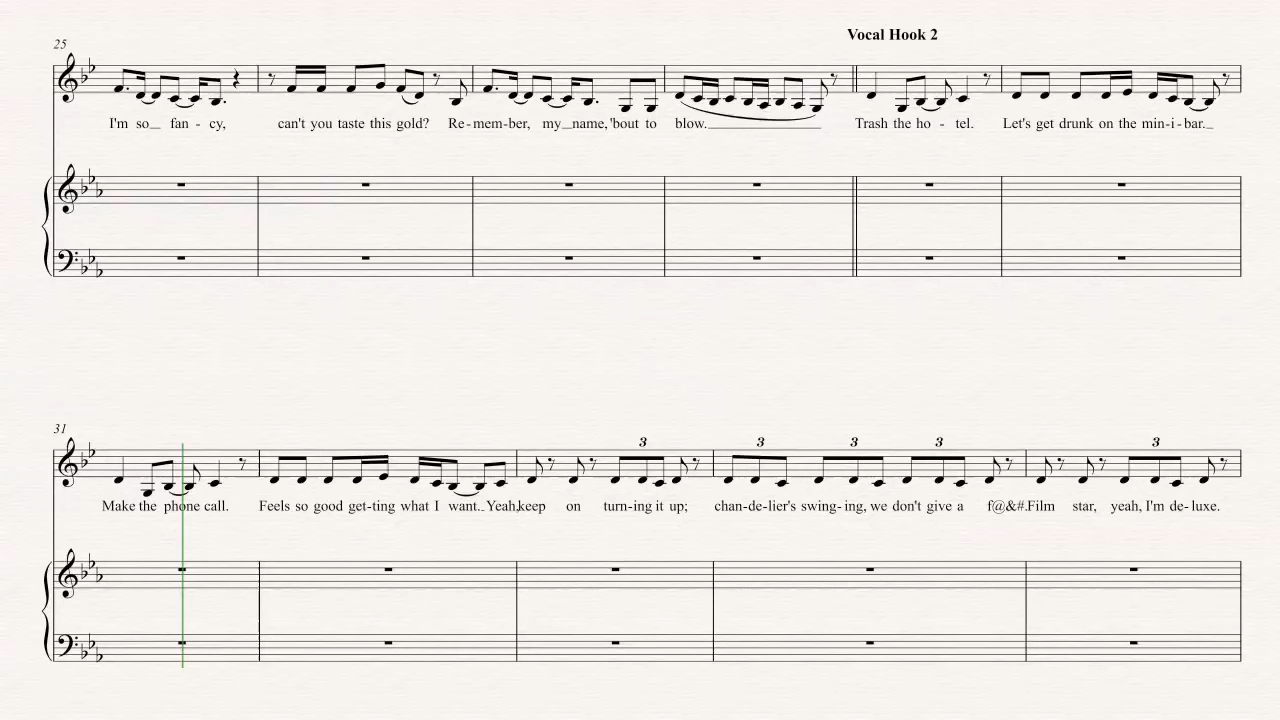 Vocal Hook 2
25
I'm so_ fan - cy, can't you taste this gold? Re-mem-ber, my_name,'bout to blow. Trash the ho - tel. Let's get drunk on the min-i-bar._
31
3 3 3 3 3
Make the phone call. Feels so good get-ting what I want._ Yeah,keep on turn-ing it up; chan-de-lier's swing-ing, we don't give a f@&#.Film star, yeah, I'm de-luxe.